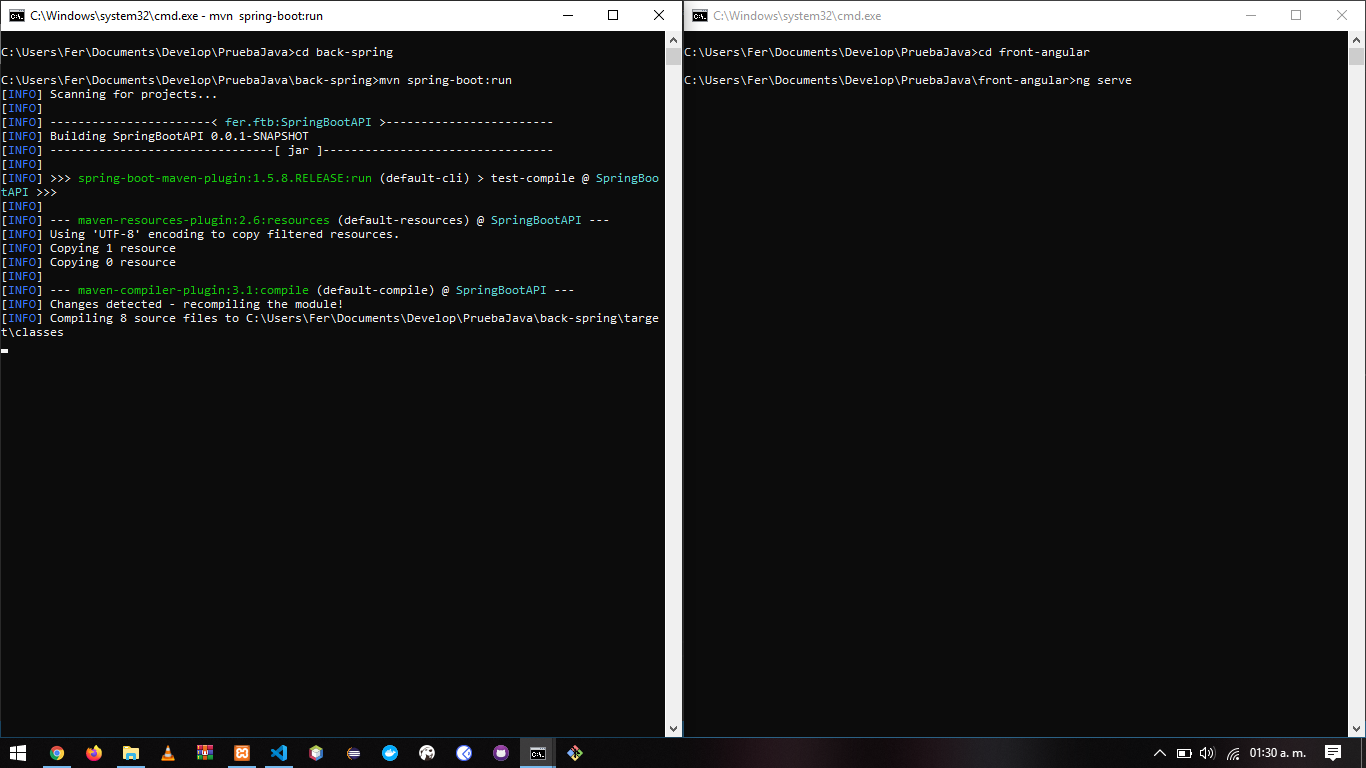 C:\Windows\system32\cmd.exe - mvn  spring-boot:run
C:\Users\Fer\Documents\Develop\PruebaJava>cd back-spring
C:\Users\Fer\Documents\Develop\PruebaJava\back-spring>mvn spring-boot:run
[INFO] Scanning for projects...
[INFO]
[INFO] -----------------------< fer.ftb:SpringBootAPI >------------------------
[INFO] Building SpringBootAPI 0.0.1-SNAPSHOT
[INFO] --------------------------------[ jar ]---------------------------------
[INFO]
[INFO] >>> spring-boot-maven-plugin:1.5.8.RELEASE:run (default-cli) > test-compile @ SpringBoo
tAPI >>>
[INFO]
[INFO] --- maven-resources-plugin:2.6:resources (default-resources) @ SpringBootAPI ---
[INFO] Using 'UTF-8' encoding to copy filtered resources.
[INFO] Copying 1 resource
[INFO] Copying 0 resource
[INFO]
[INFO] --- maven-compiler-plugin:3.1:compile (default-compile) @ SpringBootAPI ---
[INFO] Changes detected - recompiling the module!
[INFO] Compiling 8 source files to C:\Users\Fer\Documents\Develop\PruebaJava\back-spring\targe
t\classes
C:\Windows\system32\cmd.exe
C:\Users\Fer\Documents\Develop\PruebaJava>cd front-angular
C:\Users\Fer\Documents\Develop\PruebaJava\front-angular>ng serve
01:30 a. m.